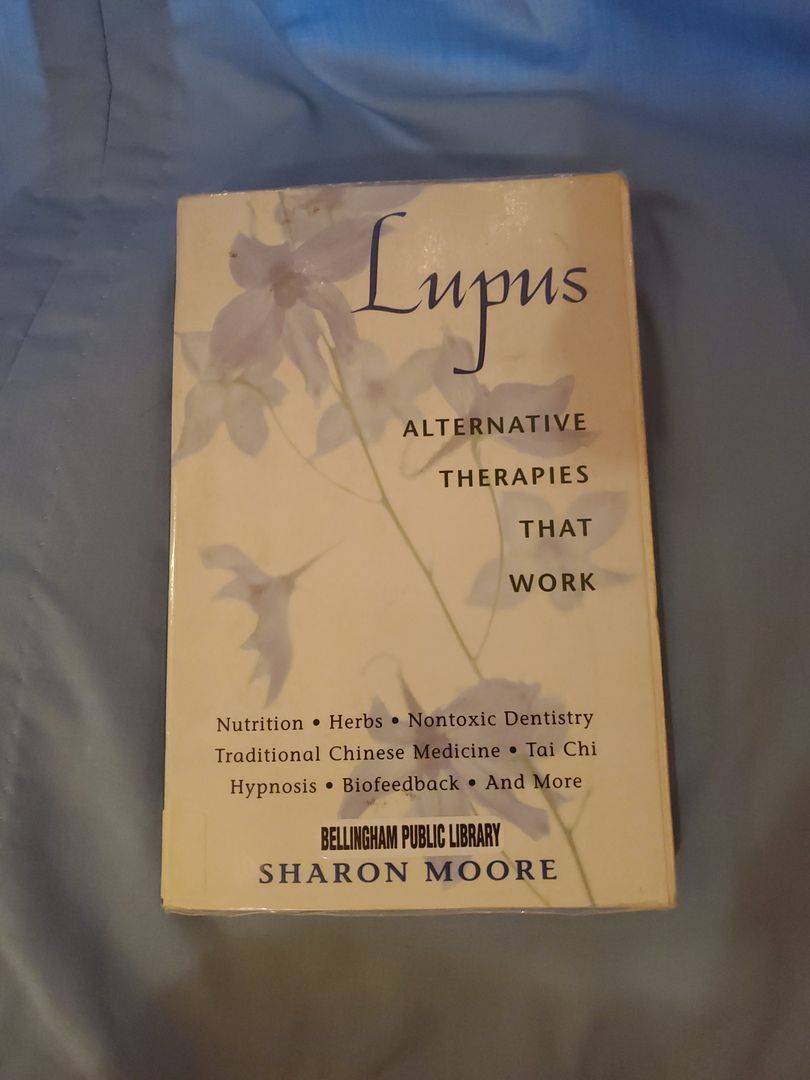 Lupus
ALTERNATIVE
THERAPIES
THAT
WORK
Nutrition • Herbs • Nontoxic Dentistry
Traditional Chinese Medicine • Tai Chi
Hypnosis • Biofeedback • And More
BELLINGHAM PUBLIC LIBRARY
SHARON MOORE